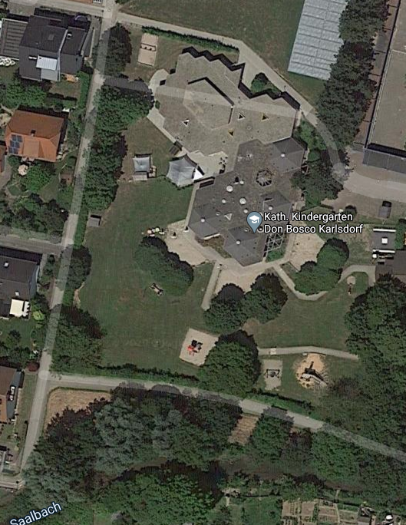 Kath. Kindergarten
Don Bosco Karlsdorf
Saalbach